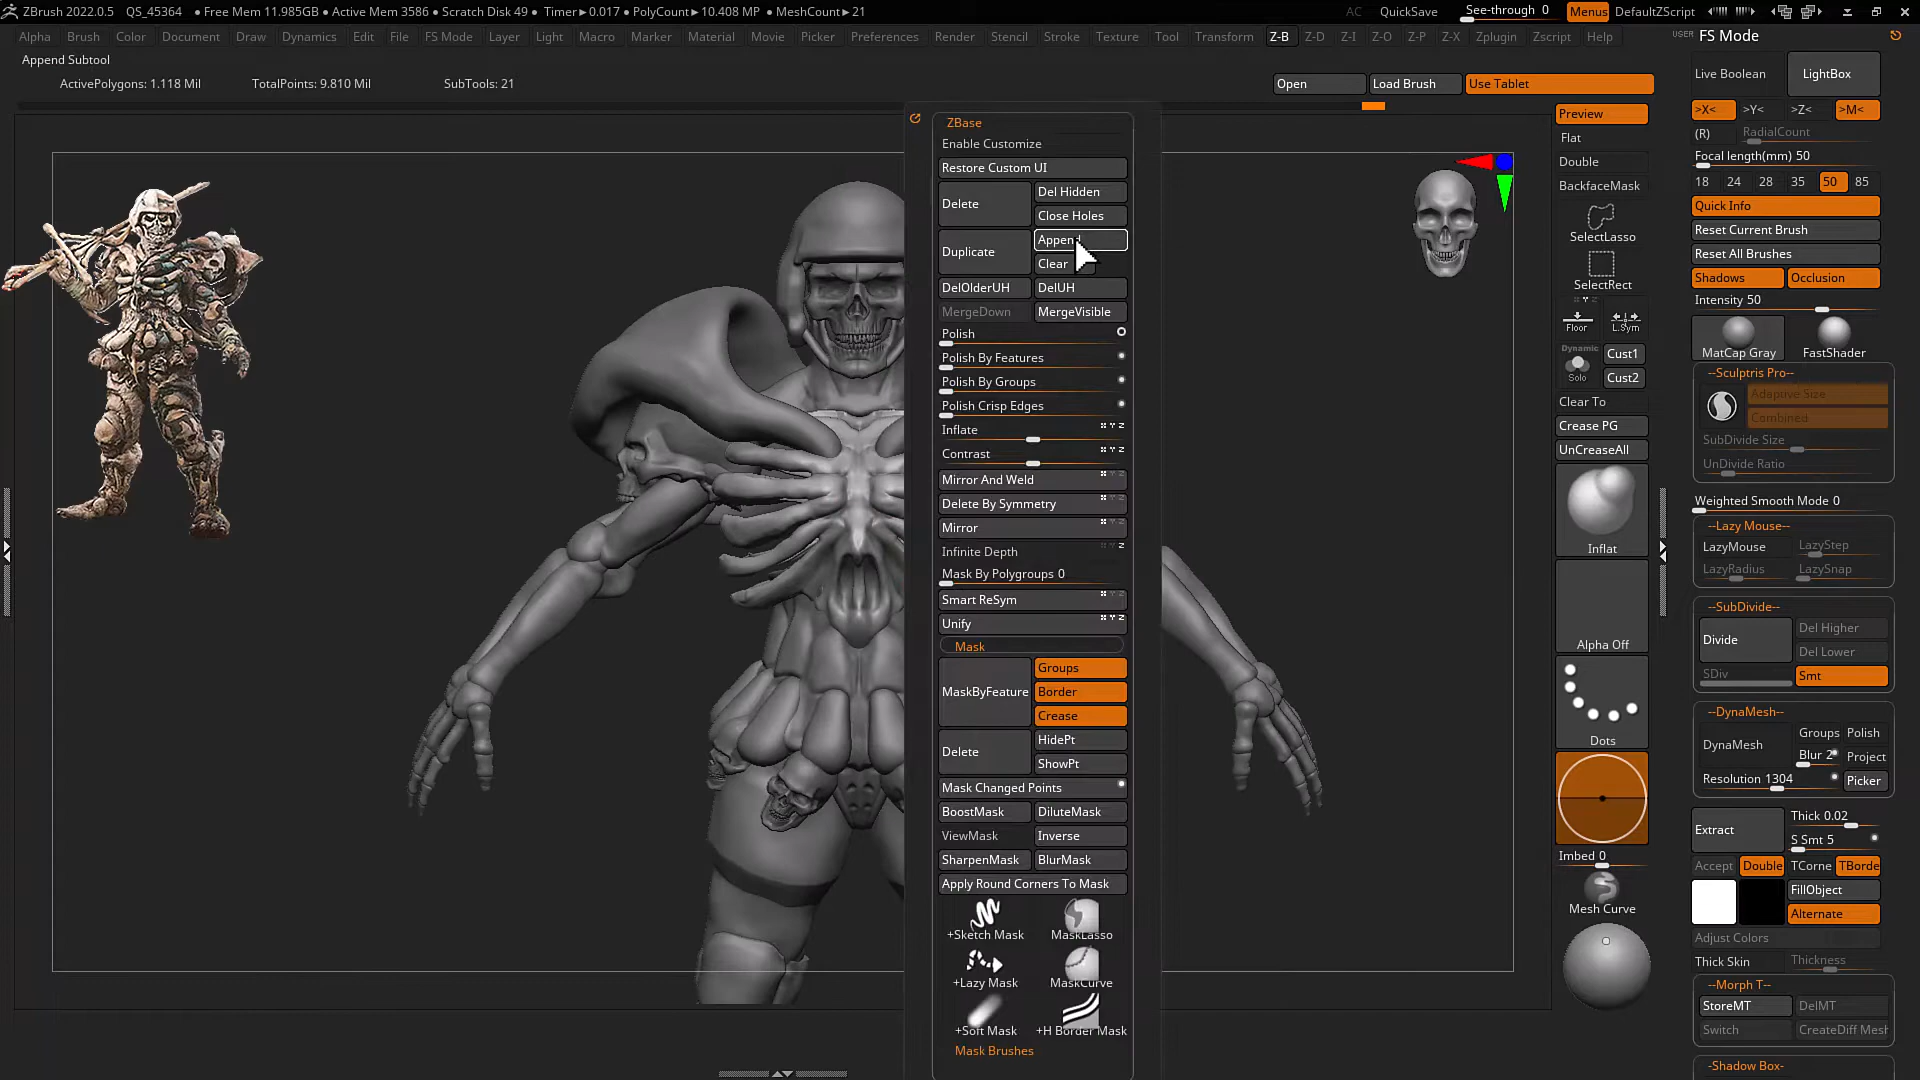 ZBrush 2022.0.5 QS_45364 ● Free Mem 11.985GB ● Active Mem 3586 ● Scratch Disk 49 ● Timer▸0.017 ● PolyCount▸10.408 MP ● MeshCount▸21 AC QuickSave See-through 0 Menus DefaultZScript
Alpha Brush Color Document Draw Dynamics Edit File FS Mode Layer Light Macro Marker Material Movie Picker Preferences Render Stencil Stroke Texture Tool Transform Z-B Z-D Z-I Z-O Z-P Z-X Zplugin Zscript Help USER FS Mode
Append Subtool
ActivePolygons: 1.118 Mil TotalPoints: 9.810 Mil SubTools: 21
Open Load Brush Use Tablet
ZBase
Enable Customize
Restore Custom UI
Delete
Del Hidden
Close Holes
Duplicate
Append
Clear
DelOlderUH DelUH
MergeDown MergeVisible
Polish
Polish By Features
Polish By Groups
Polish Crisp Edges
Inflate
Contrast
Mirror And Weld
Delete By Symmetry
Mirror
Infinite Depth
Mask By Polygroups 0
Smart ReSym
Unify
Mask
MaskByFeature
Groups
Border
Crease
Delete
HidePt
ShowPt
Mask Changed Points
BoostMask DiluteMask
ViewMask Inverse
SharpenMask BlurMask
Apply Round Corners To Mask
+Sketch Mask MaskLasso
+Lazy Mask MaskCurve
+Soft Mask +H Border Mask
Mask Brushes
Preview
Flat
Double
BackfaceMask
SelectLasso
SelectRect
Floor L.Sym
Dynamic
Solo
Cust1
Cust2
Clear To
Crease PG
UnCreaseAll
Inflat
Alpha Off
Dots
Imbed 0
Mesh Curve
Live Boolean LightBox
>X< >Y< >Z< >M<
(R) RadialCount
Focal length(mm) 50
18 24 28 35 50 85
Quick Info
Reset Current Brush
Reset All Brushes
Shadows Occlusion
Intensity 50
MatCap Gray FastShader
--Sculptris Pro--
Adaptive Size
Combined
SubDivide Size
UnDivide Ratio
Weighted Smooth Mode 0
--Lazy Mouse--
LazyMouse LazyStep
LazyRadius LazySnap
--SubDivide--
Divide Del Higher
Del Lower
SDiv Smt
--DynaMesh--
DynaMesh Groups Polish
Blur 2 Project
Resolution 1304 Picker
Extract Thick 0.02
S Smt 5
Accept Double TCorne TBorde
FillObject
Alternate
Adjust Colors
Thick Skin Thickness
--Morph T--
StoreMT DelMT
Switch CreateDiff Mesh
-Shadow Box-